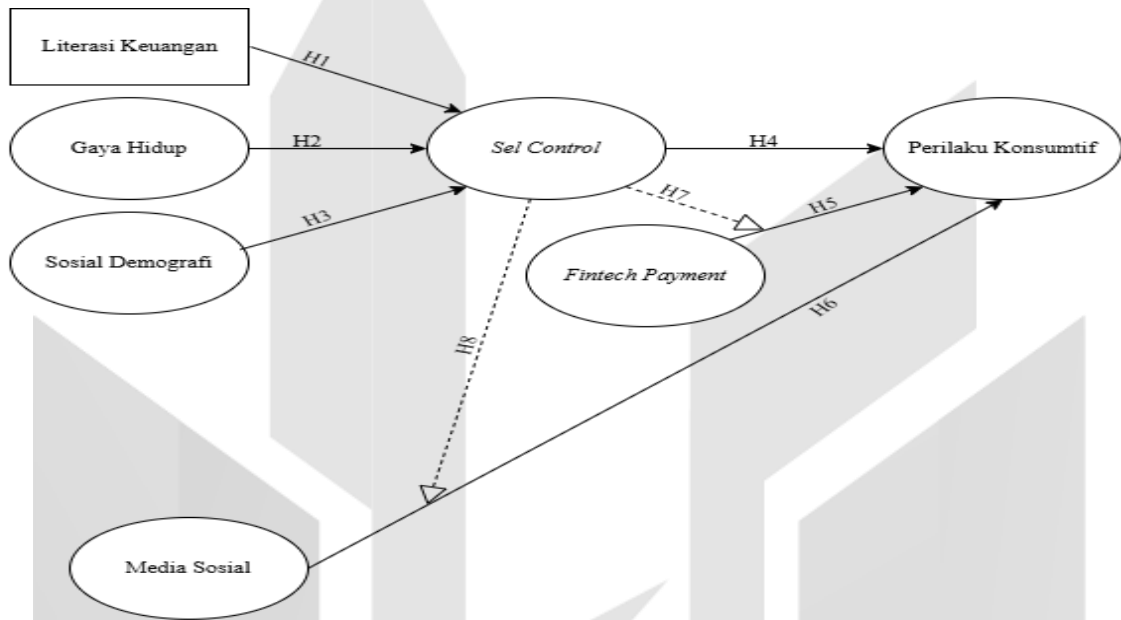 Literasi Keuangan
H1
Gaya Hidup
H2
Sel Control
H4
Perilaku Konsumtif
H7
H5
H3
Sosial Demografi
Fintech Payment
H6
H8
Media Sosial